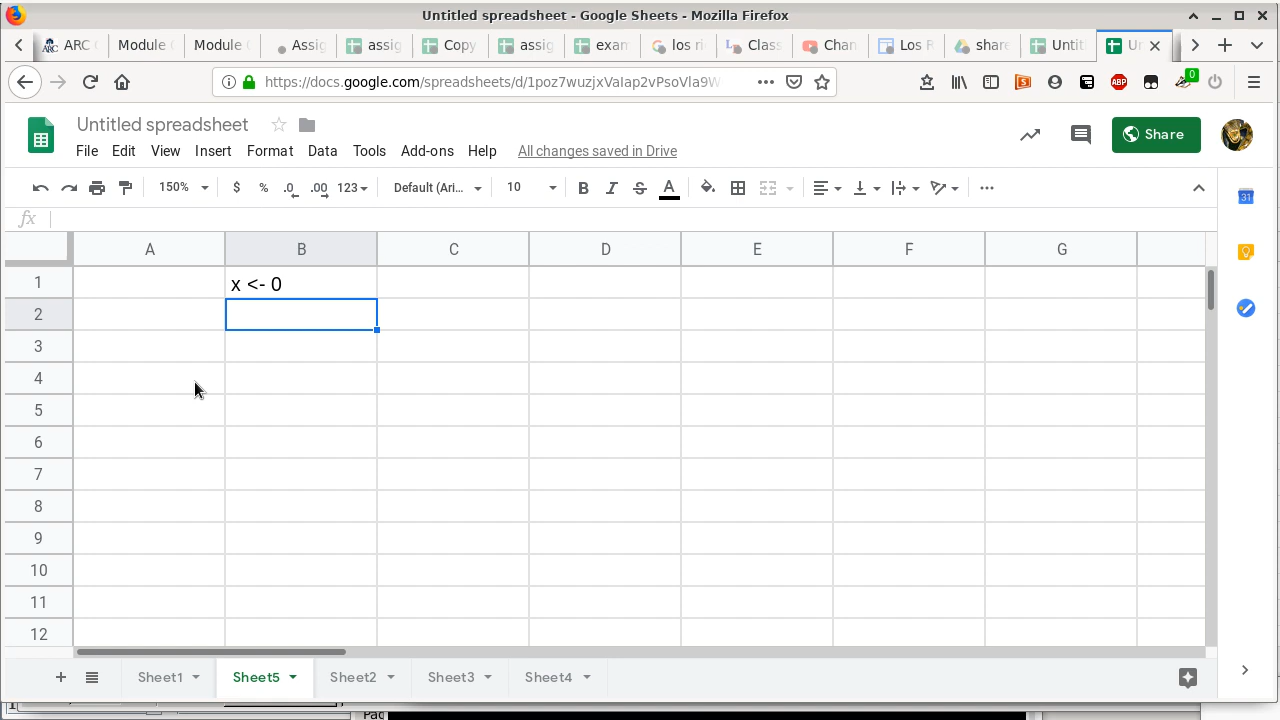 Untitled spreadsheet - Google Sheets - Mozilla Firefox
ARC Module Module Assig assig Copy assig exam los ri Class Chan Los R share Untit
https://docs.google.com/spreadsheets/d/1poz7wuzjxVaIap2vPsoVla9W 0
Untitled spreadsheet
File Edit View Insert Format Data Tools Add-ons Help All changes saved in Drive
Share
150% $ % .0 .00 123 Default (Ari... 10 B I S A
fx
31
A B C D E F G
1 x <- 0
2
3
4
5
6
7
8
9
10
11
12
Sheet1 Sheet5 Sheet2 Sheet3 Sheet4